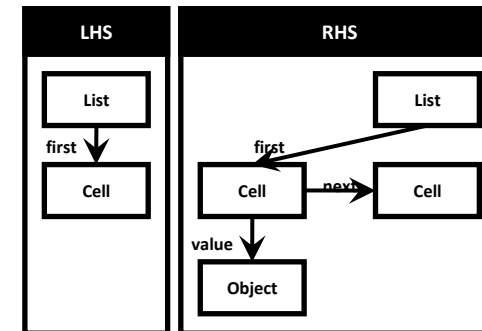 LHS
RHS
List
first
Cell
List
first
Cell
next
Cell
value
Object